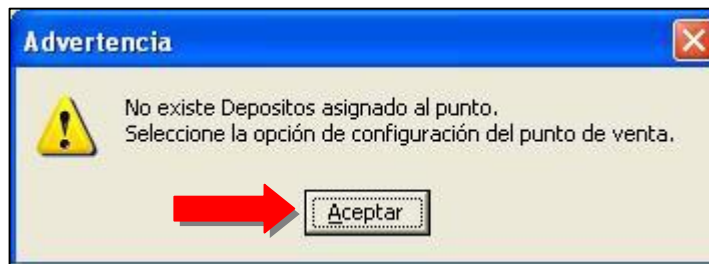 Advertencia
No existe Depositos asignado al punto.
Seleccione la opción de configuración del punto de venta.
Aceptar